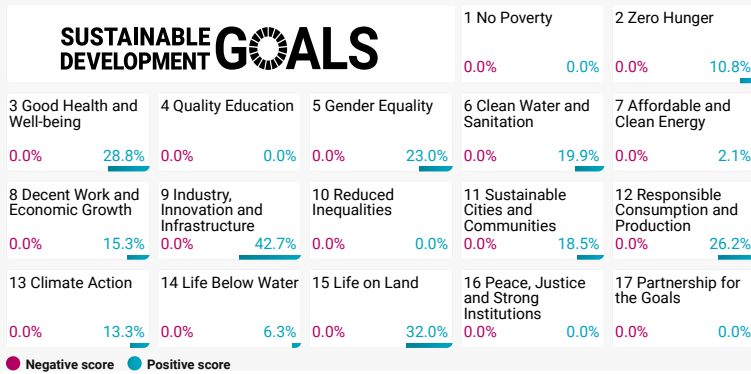 SUSTAINABLE
DEVELOPMENT
GOALS
1 No Poverty
0.0% 0.0%
2 Zero Hunger
0.0% 10.8%
3 Good Health and
Well-being
0.0% 28.8%
4 Quality Education
0.0% 0.0%
5 Gender Equality
0.0% 23.0%
6 Clean Water and
Sanitation
0.0% 19.9%
7 Affordable and
Clean Energy
0.0% 2.1%
8 Decent Work and
Economic Growth
0.0% 15.3%
9 Industry,
Innovation and
Infrastructure
0.0% 42.7%
10 Reduced
Inequalities
0.0% 0.0%
11 Sustainable
Cities and
Communities
0.0% 18.5%
12 Responsible
Consumption and
Production
0.0% 26.2%
13 Climate Action
0.0% 13.3%
14 Life Below Water
0.0% 6.3%
15 Life on Land
0.0% 32.0%
16 Peace, Justice
and Strong
Institutions
0.0% 0.0%
17 Partnership for
the Goals
0.0% 0.0%
Negative score Positive score